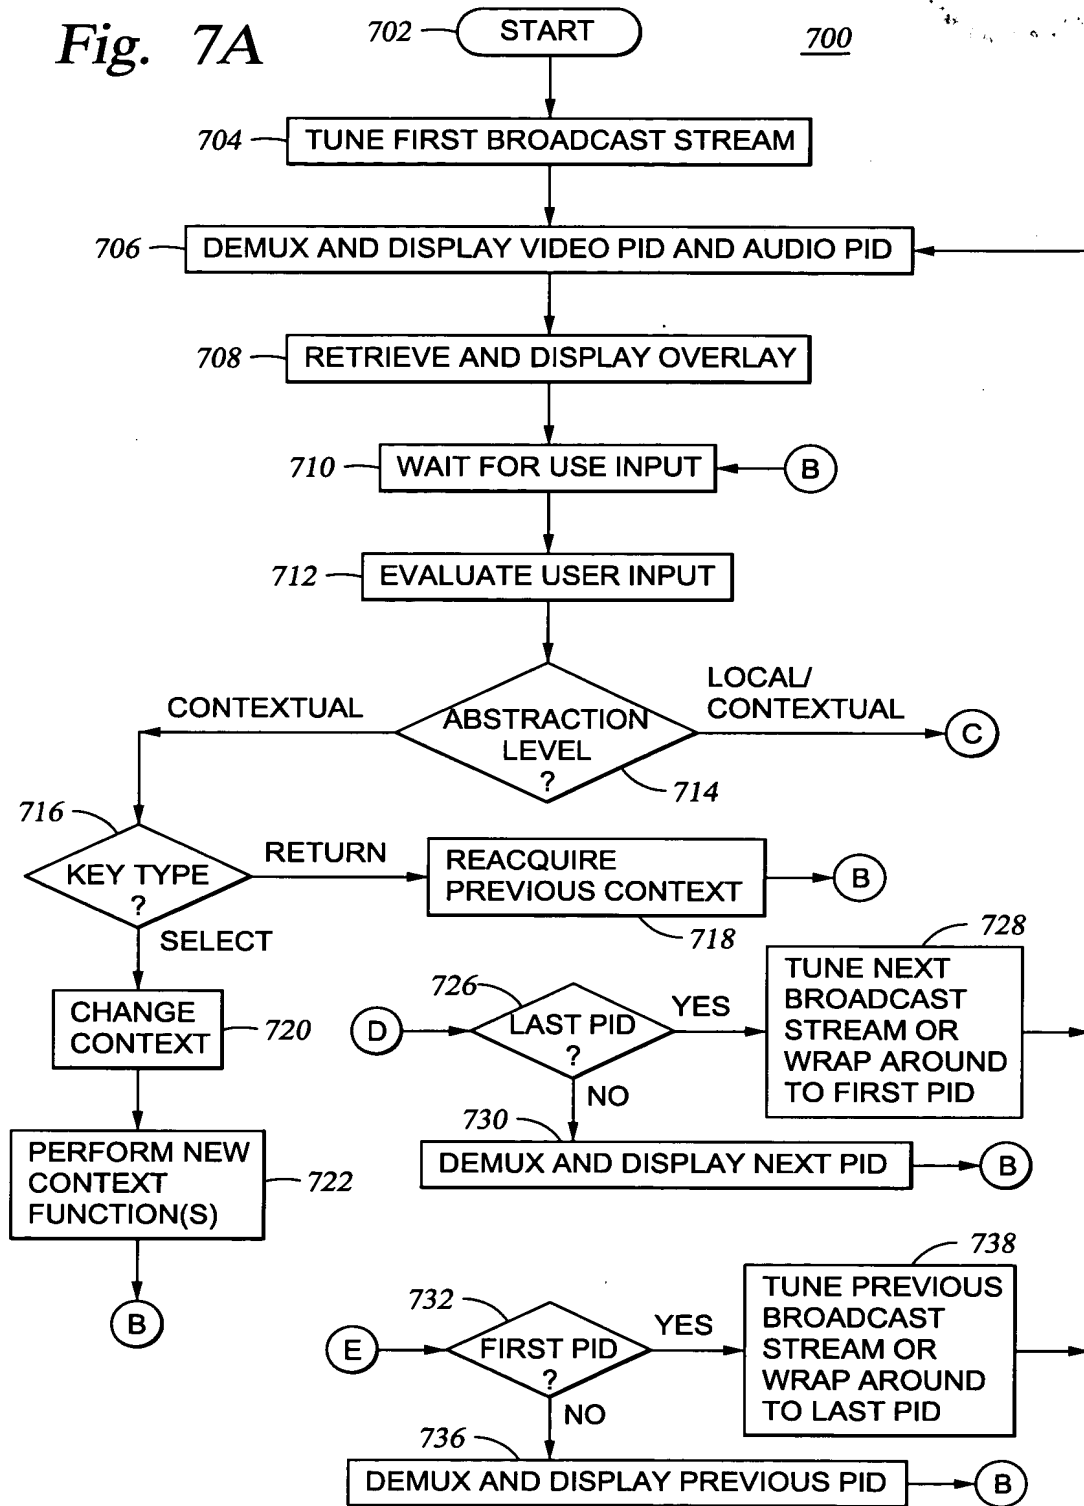 Fig. 7A
702
START
700
704
TUNE FIRST BROADCAST STREAM
706
DEMUX AND DISPLAY VIDEO PID AND AUDIO PID
708
RETRIEVE AND DISPLAY OVERLAY
710
WAIT FOR USE INPUT
B
712
EVALUATE USER INPUT
CONTEXTUAL
ABSTRACTION
LEVEL
?
714
LOCAL/
CONTEXTUAL
C
716
KEY TYPE
?
RETURN
REACQUIRE
PREVIOUS CONTEXT
718
B
SELECT
CHANGE
CONTEXT
720
PERFORM NEW
CONTEXT
FUNCTION(S)
722
B
D
726
LAST PID
?
YES
728
TUNE NEXT
BROADCAST
STREAM OR
WRAP AROUND
TO FIRST PID
NO
730
DEMUX AND DISPLAY NEXT PID
B
E
732
FIRST PID
?
YES
738
TUNE PREVIOUS
BROADCAST
STREAM OR
WRAP AROUND
TO LAST PID
NO
736
DEMUX AND DISPLAY PREVIOUS PID
B